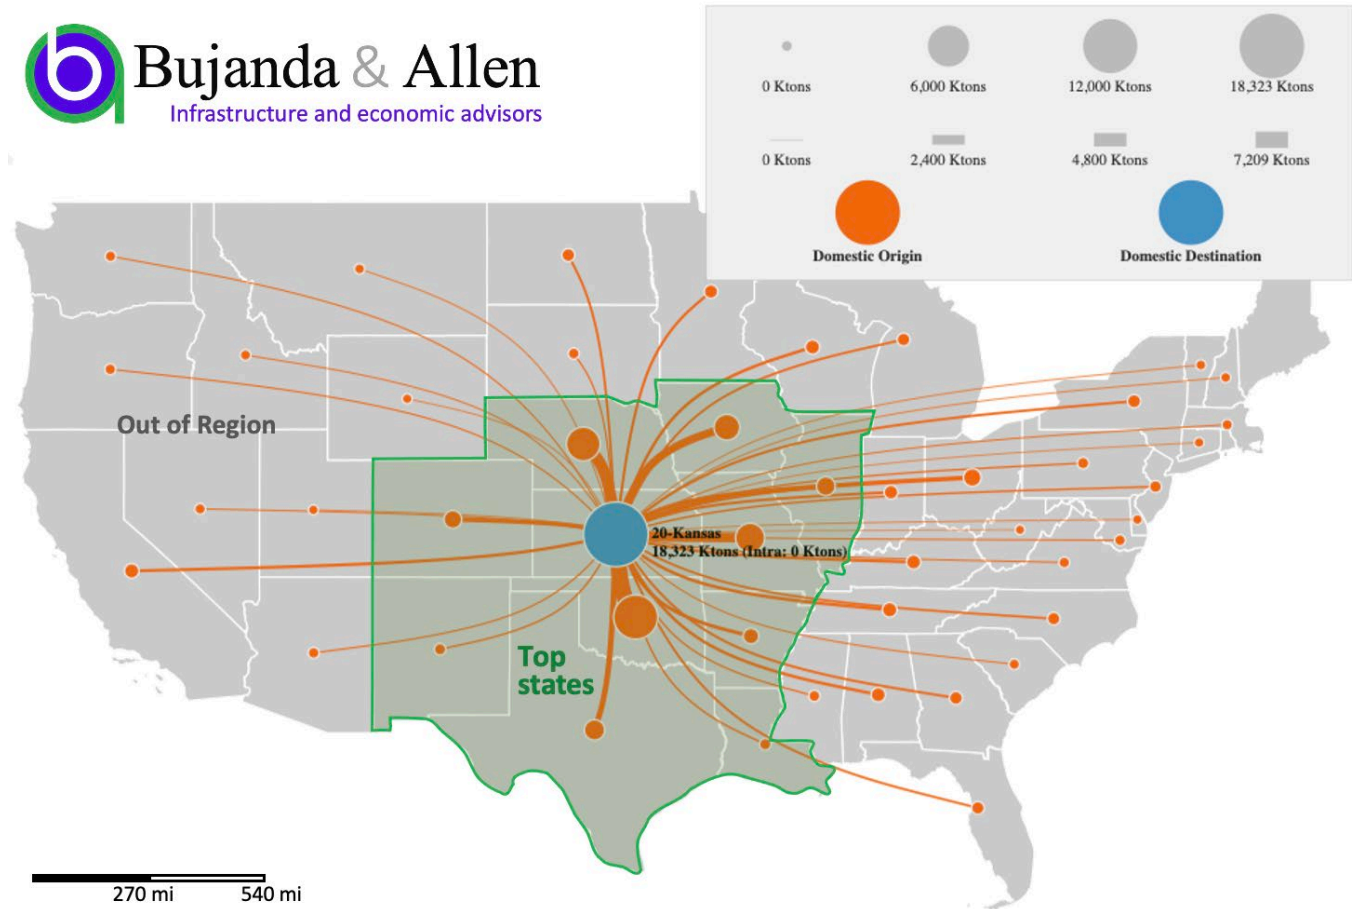 Bujanda & Allen
Infrastructure and economic advisors
0 Ktons
6,000 Ktons
12,000 Ktons
18,323 Ktons
0 Ktons
2,400 Ktons
4,800 Ktons
7,209 Ktons
Domestic Origin
Domestic Destination
Out of Region
20-Kansas
18,323 Ktons (Intra: 0 Ktons)
Top
states
270 mi
540 mi